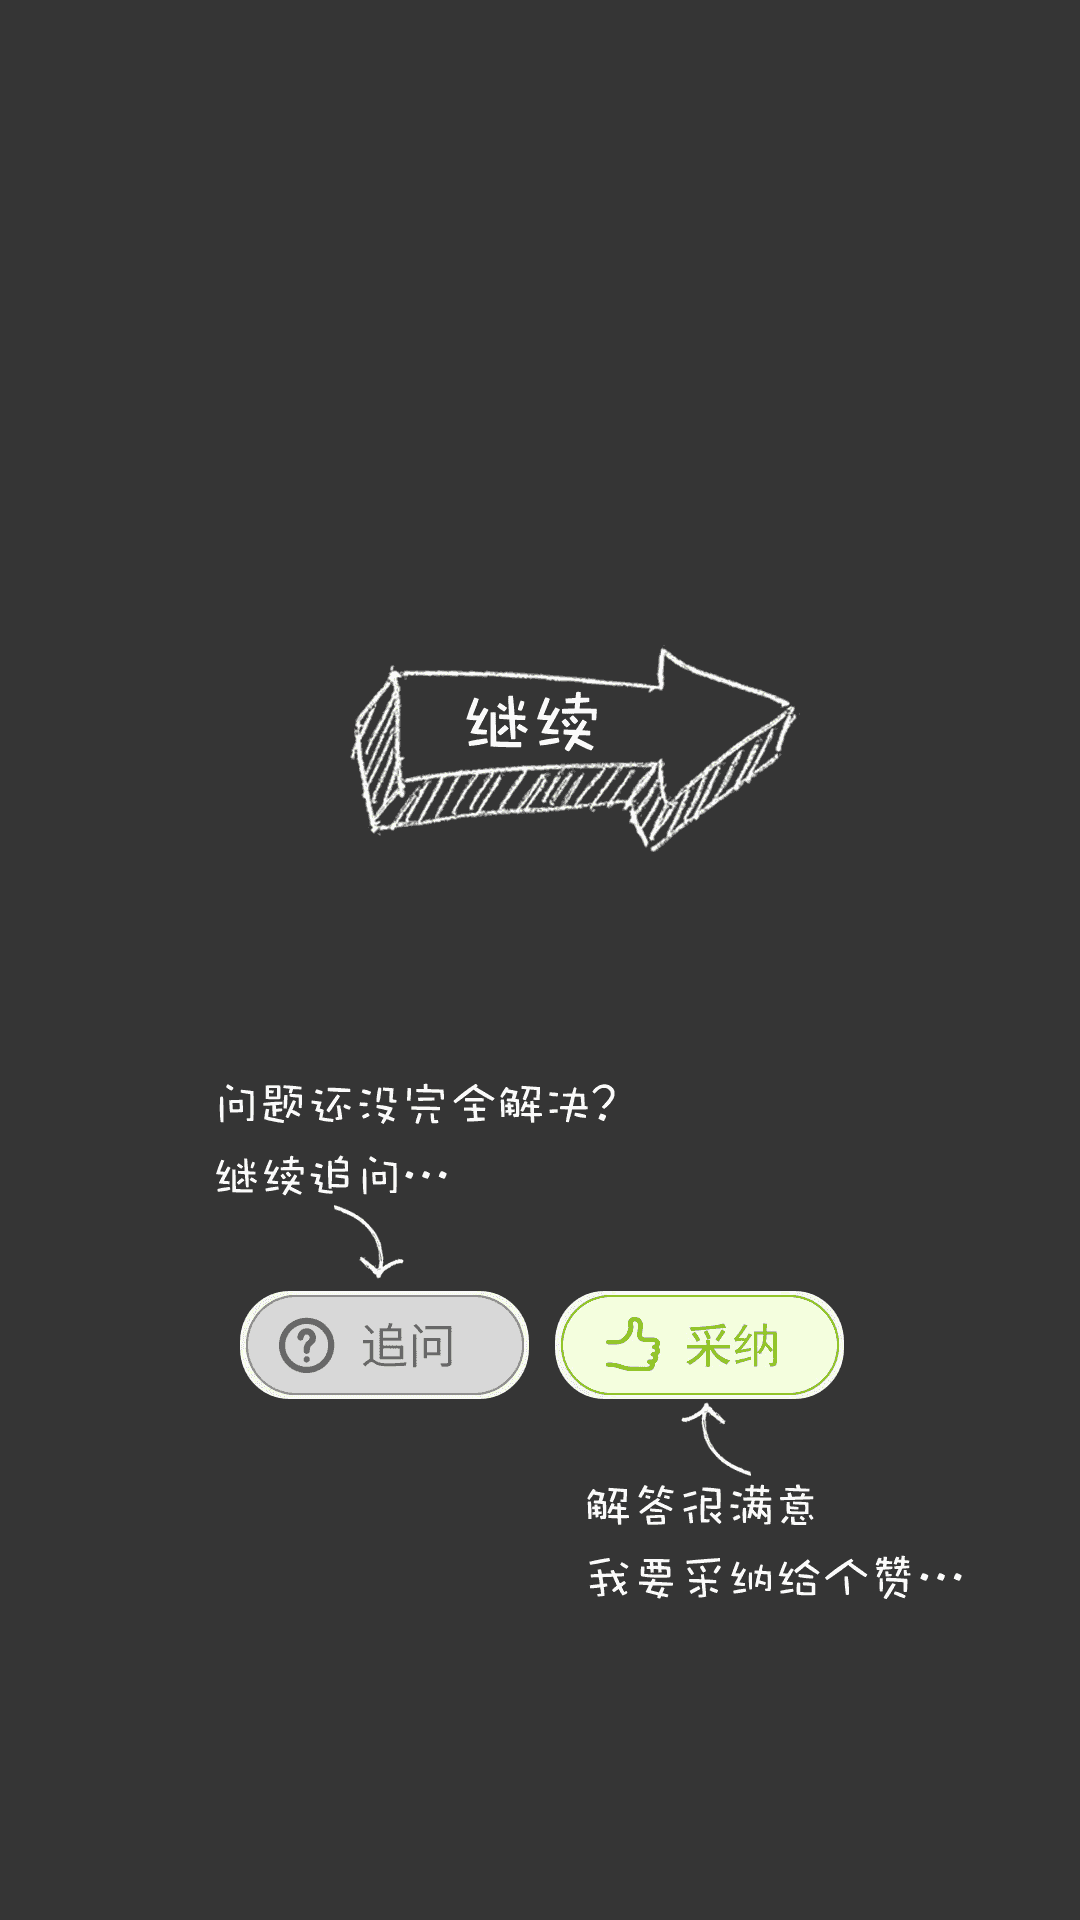 继续
问题还没完全解决？
继续追问…
追问
采纳
解答很满意
我要采纳给个赞…